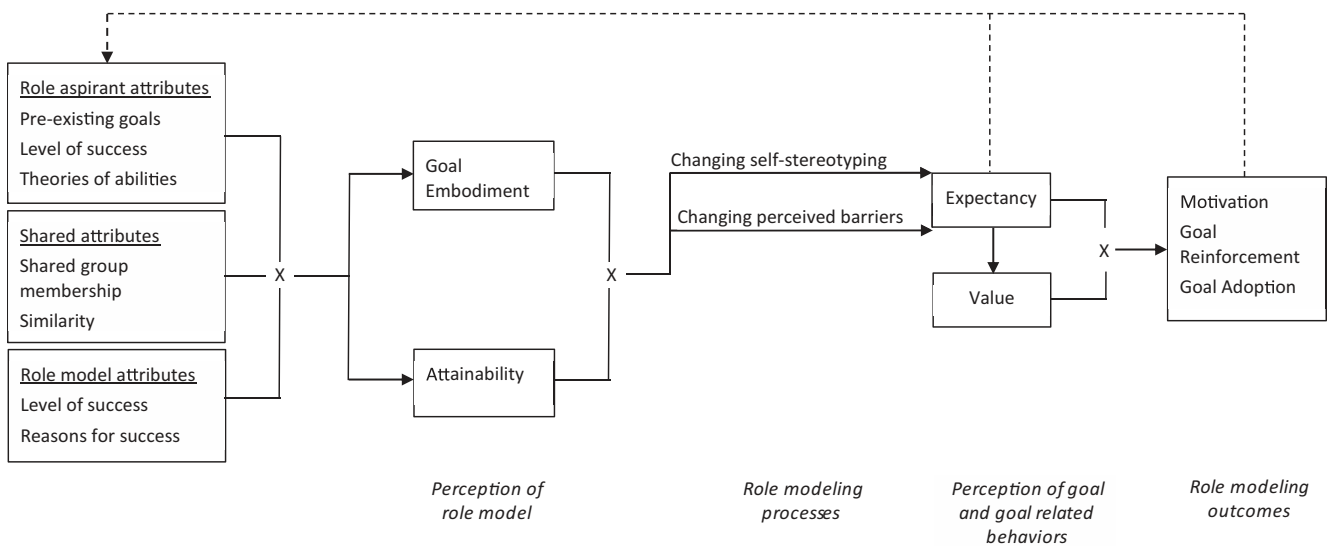 Role aspirant attributes
Pre-existing goals
Level of success
Theories of abilities
Shared attributes
Shared group
membership
Similarity
Role model attributes
Level of success
Reasons for success
X
Goal
Embodiment
Attainability
X
Changing self-stereotyping
Changing perceived barriers
Expectancy
Value
X
Motivation
Goal
Reinforcement
Goal Adoption
Perception of
role model
Role modeling
processes
Perception of goal
and goal related
behaviors
Role modeling
outcomes